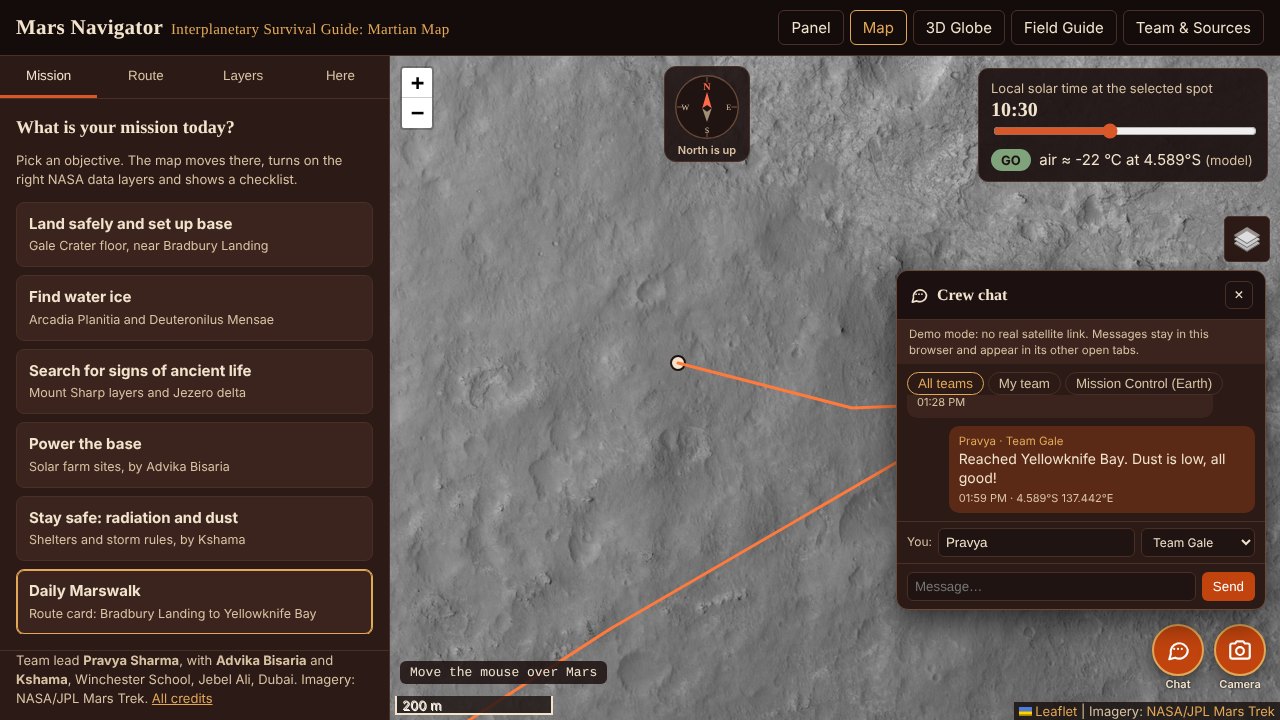 Mars Navigator Interplanetary Survival Guide: Martian Map
Panel
Map
3D Globe
Field Guide
Team & Sources
Mission
Route
Layers
Here
What is your mission today?
Pick an objective. The map moves there, turns on the
right NASA data layers and shows a checklist.
Land safely and set up base
Gale Crater floor, near Bradbury Landing
Find water ice
Arcadia Planitia and Deuteronilus Mensae
Search for signs of ancient life
Mount Sharp layers and Jezero delta
Power the base
Solar farm sites, by Advika Bisaria
Stay safe: radiation and dust
Shelters and storm rules, by Kshama
Daily Marswalk
Route card: Bradbury Landing to Yellowknife Bay
Team lead Pravya Sharma, with Advika Bisaria and
Kshama, Winchester School, Jebel Ali, Dubai. Imagery:
NASA/JPL Mars Trek. All credits
+
−
N
W E
S
North is up
Local solar time at the selected spot
10:30
GO air ≈ -22 °C at 4.589°S (model)
Crew chat
×
Demo mode: no real satellite link. Messages stay in this
browser and appear in its other open tabs.
All teams
My team
Mission Control (Earth)
01:28 PM
Pravya · Team Gale
Reached Yellowknife Bay. Dust is low, all
good!
01:59 PM · 4.589°S 137.442°E
You: Pravya Team Gale
Message…
Send
Chat
Camera
Move the mouse over Mars
200 m
Leaflet | Imagery: NASA/JPL Mars Trek